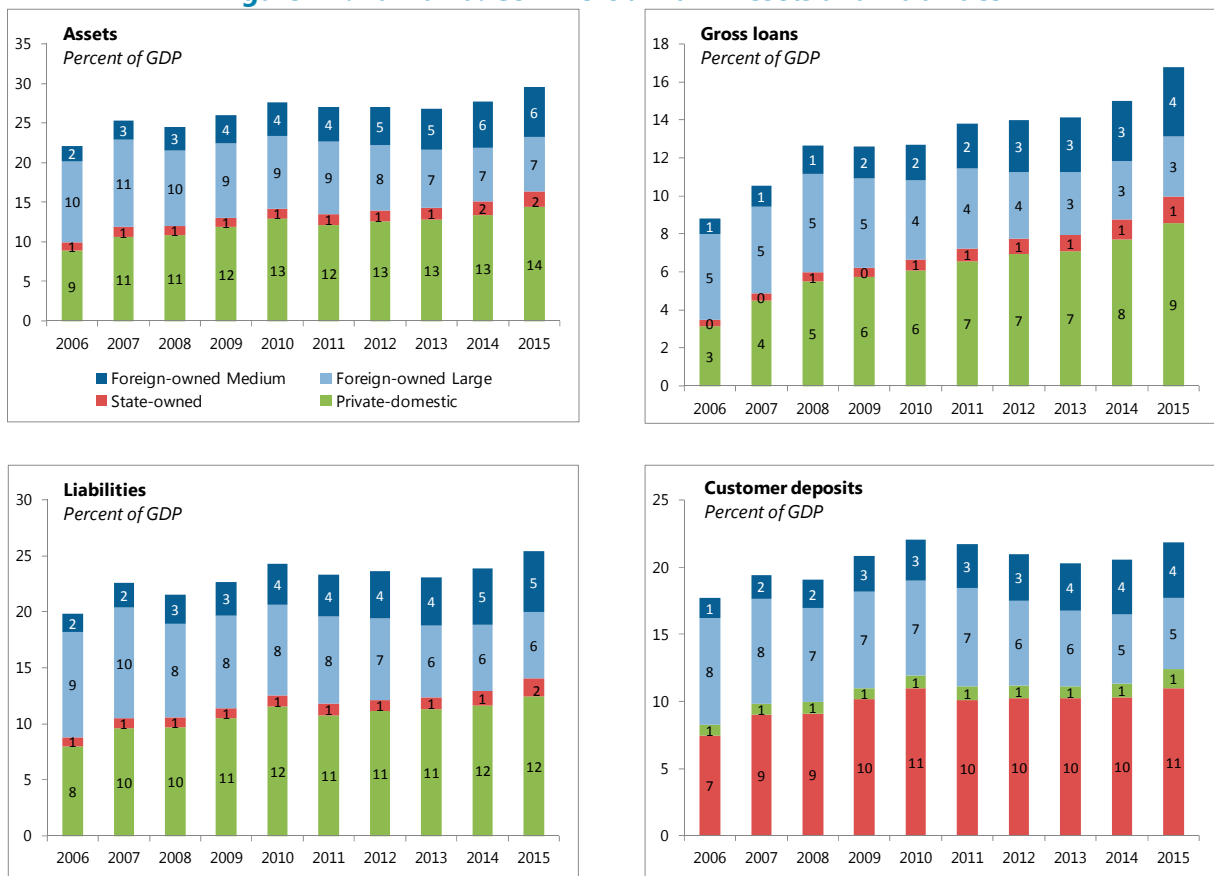 Figure Assets and Liabilities
Assets
Percent of GDP
35
30
25
20
15
10
5
0
2 3 3 4 4 4 5 5 6 6
10 11 10 9 9 9 8 7 7 7
1 1 1 1 1 1 1 1 2 2
9 11 11 12 13 12 13 13 13 14
2006 2007 2008 2009 2010 2011 2012 2013 2014 2015
Foreign-owned Medium Foreign-owned Large
State-owned Private-domestic
Gross loans
Percent of GDP
18
16
14
12
10
8
6
4
2
0
1 1 1 2 2 2 3 3 3 4
5 5 5 5 4 4 4 3 3 3
0 0 1 0 1 1 1 1 1 1
3 4 5 6 6 7 7 7 8 9
2006 2007 2008 2009 2010 2011 2012 2013 2014 2015
Liabilities
Percent of GDP
30
25
20
15
10
5
0
2 2 3 3 4 4 4 4 5 5
9 10 8 8 8 8 7 6 6 6
1 1 1 1 1 1 1 1 1 2
8 10 10 11 12 11 11 11 12 12
2006 2007 2008 2009 2010 2011 2012 2013 2014 2015
Customer deposits
Percent of GDP
25
20
15
10
5
0
1 2 2 3 3 3 3 4 4 4
8 8 7 7 7 7 6 6 5 5
1 1 1 1 1 1 1 1 1 1
7 9 9 10 11 10 10 10 10 11
2006 2007 2008 2009 2010 2011 2012 2013 2014 2015